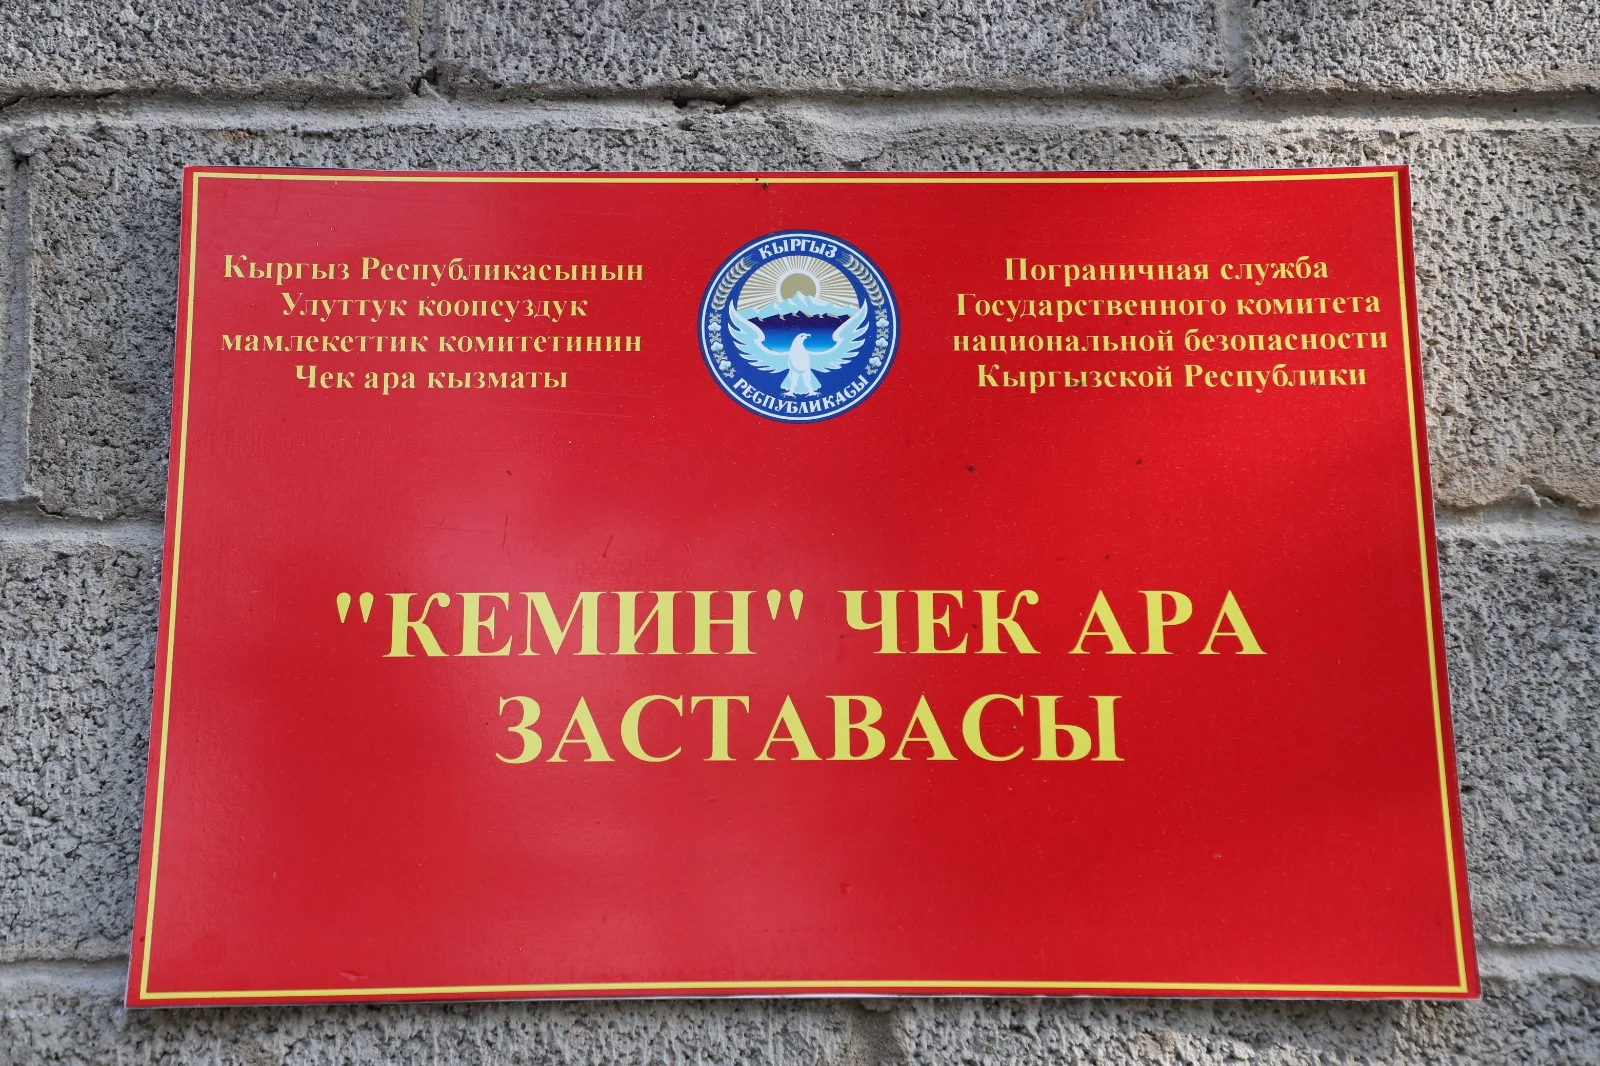 Кыргыз Республикасынын
Улуттук коопсуздук
мамлекеттик комитетинин
Чек ара кызматы
КЫРГЫЗ
РЕСПУБЛИКАСЫ
Пограничная служба
Государственного комитета
национальной безопасности
Кыргызской Республики
"КЕМИН" ЧЕК АРА
ЗАСТАВАСЫ